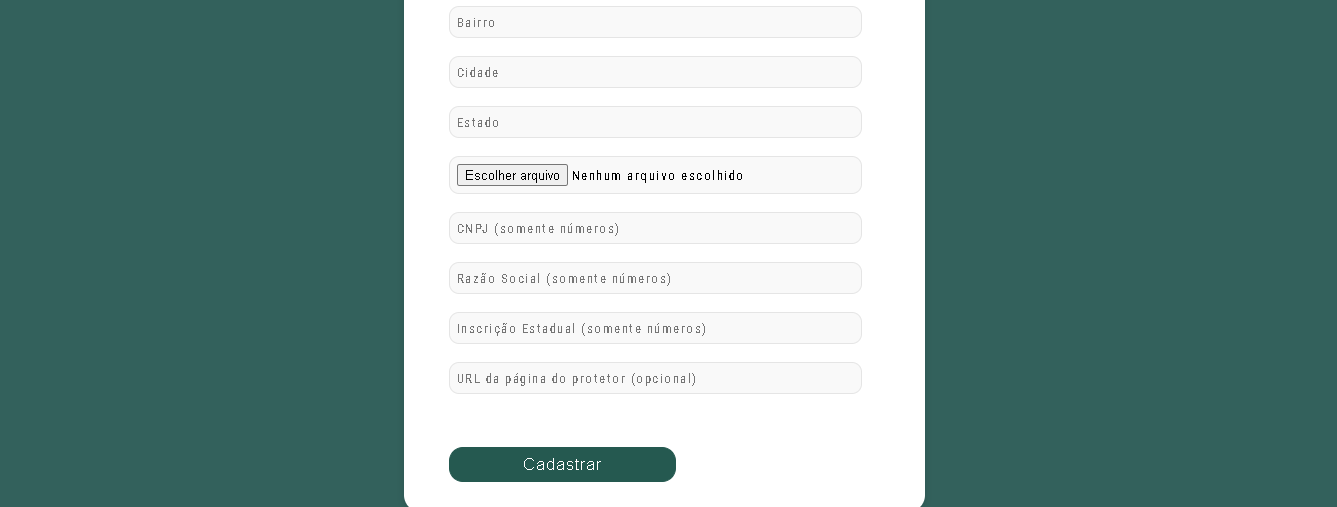 Bairro
Cidade
Estado
Escolher arquivo Nenhum arquivo escolhido
CNPJ (somente números)
Razão Social (somente números)
Inscrição Estadual (somente números)
URL da página do protetor (opcional)
Cadastrar